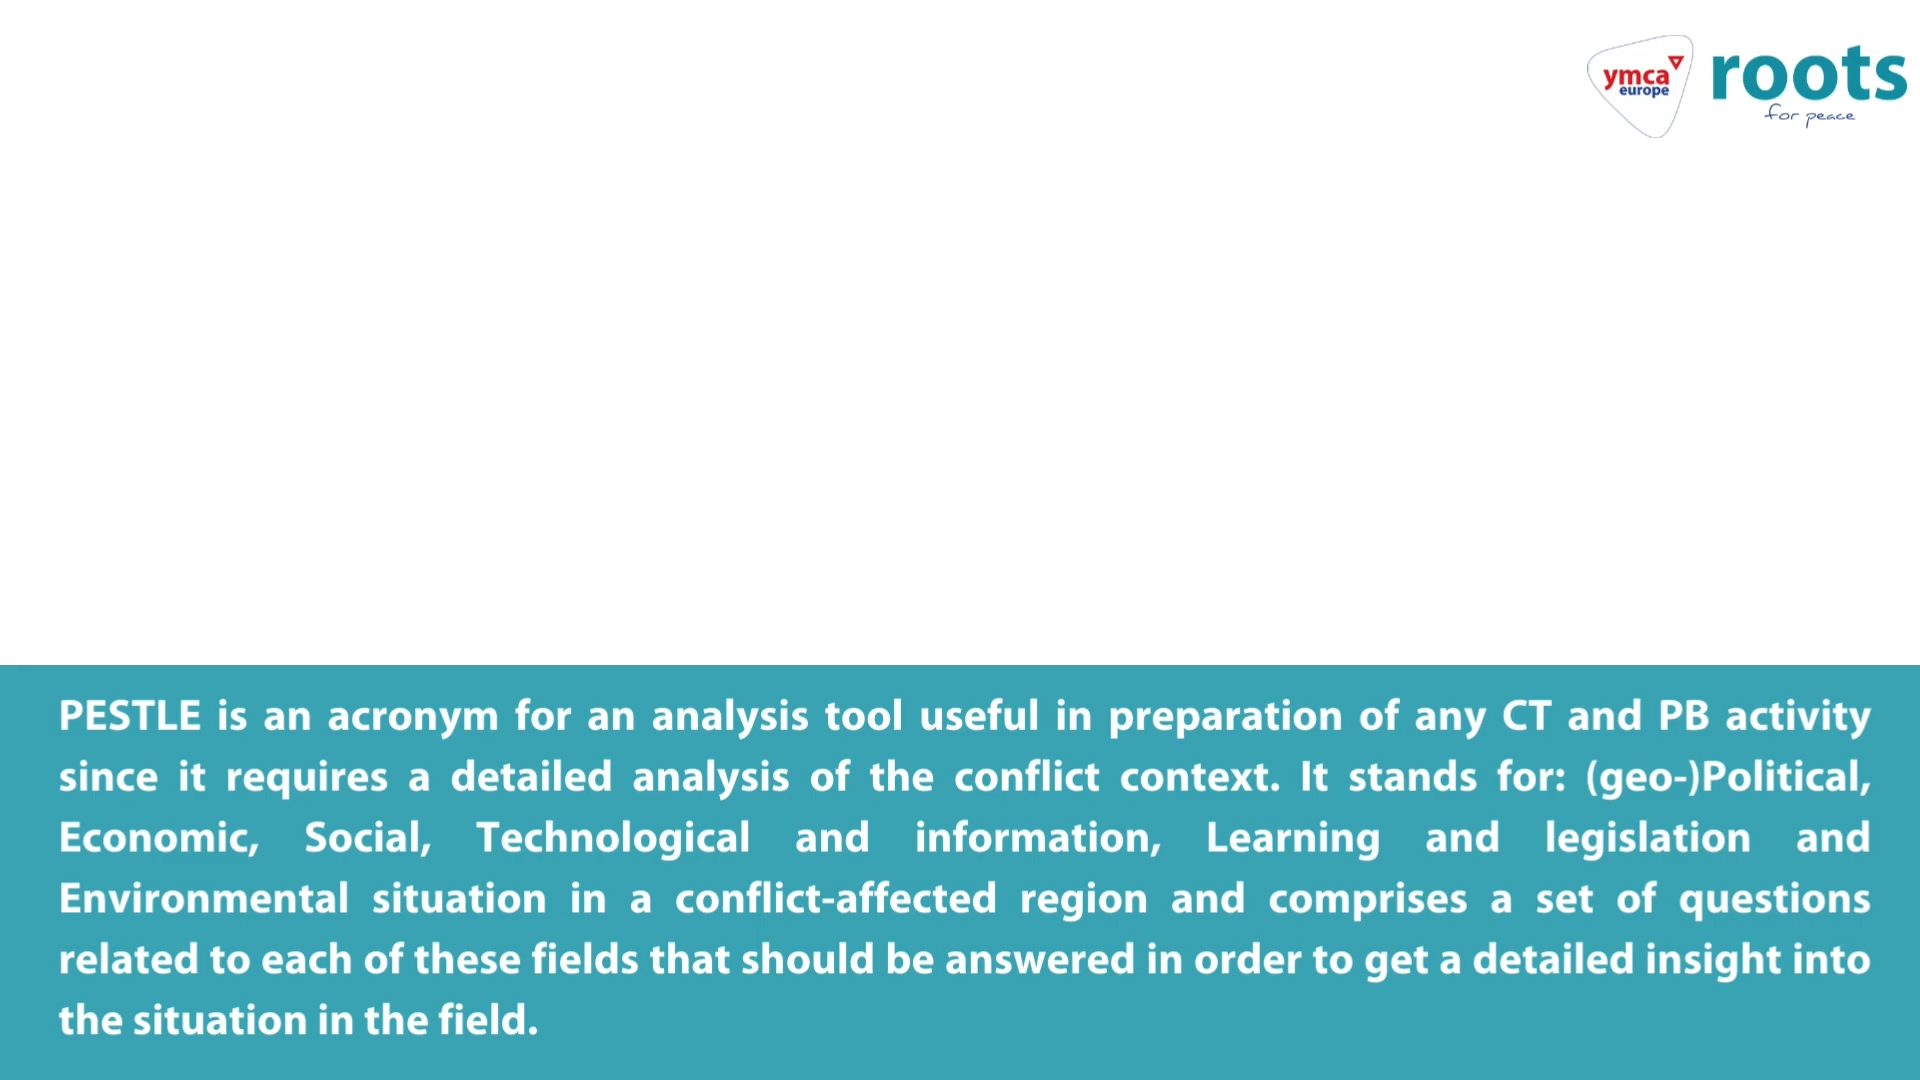 ymca
europe
roots
for peace
PESTLE is an acronym for an analysis tool useful in preparation of any CT and PB activity
since it requires a detailed analysis of the conflict context. It stands for: (geo-)Political,
Economic, Social, Technological and information, Learning and legislation and
Environmental situation in a conflict-affected region and comprises a set of questions
related to each of these fields that should be answered in order to get a detailed insight into
the situation in the field.